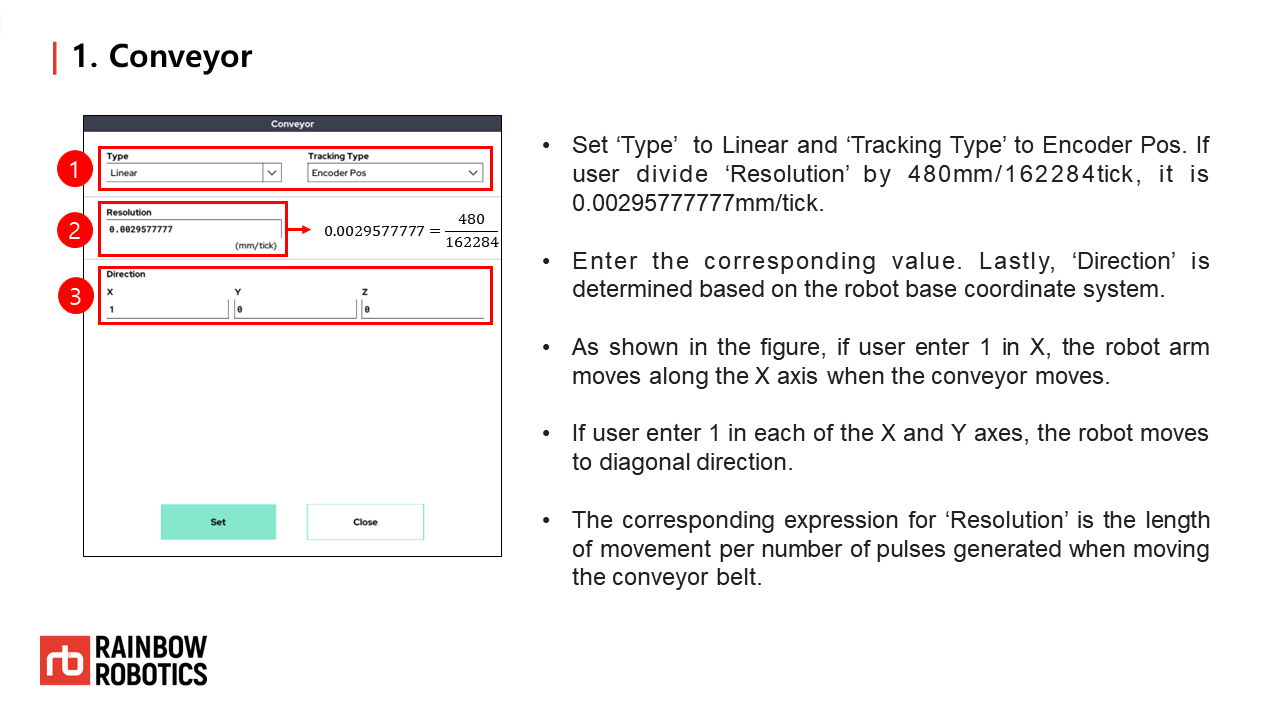 1. Conveyor
Conveyor
1
Type
Tracking Type
Linear
Encoder Pos
2
Resolution
0.0029577777
(mm/tick)
0.0029577777 = 480/162284
3
Direction
X
Y
Z
1
0
0
Set
Close
• Set ‘Type’ to Linear and ‘Tracking Type’ to Encoder Pos. If
user divide ‘Resolution’ by 480mm/162284tick, it is
0.00295777777mm/tick.
• Enter the corresponding value. Lastly, ‘Direction’ is
determined based on the robot base coordinate system.
• As shown in the figure, if user enter 1 in X, the robot arm
moves along the X axis when the conveyor moves.
• If user enter 1 in each of the X and Y axes, the robot moves
to diagonal direction.
• The corresponding expression for ‘Resolution’ is the length
of movement per number of pulses generated when moving
the conveyor belt.
rb
RAINBOW
ROBOTICS